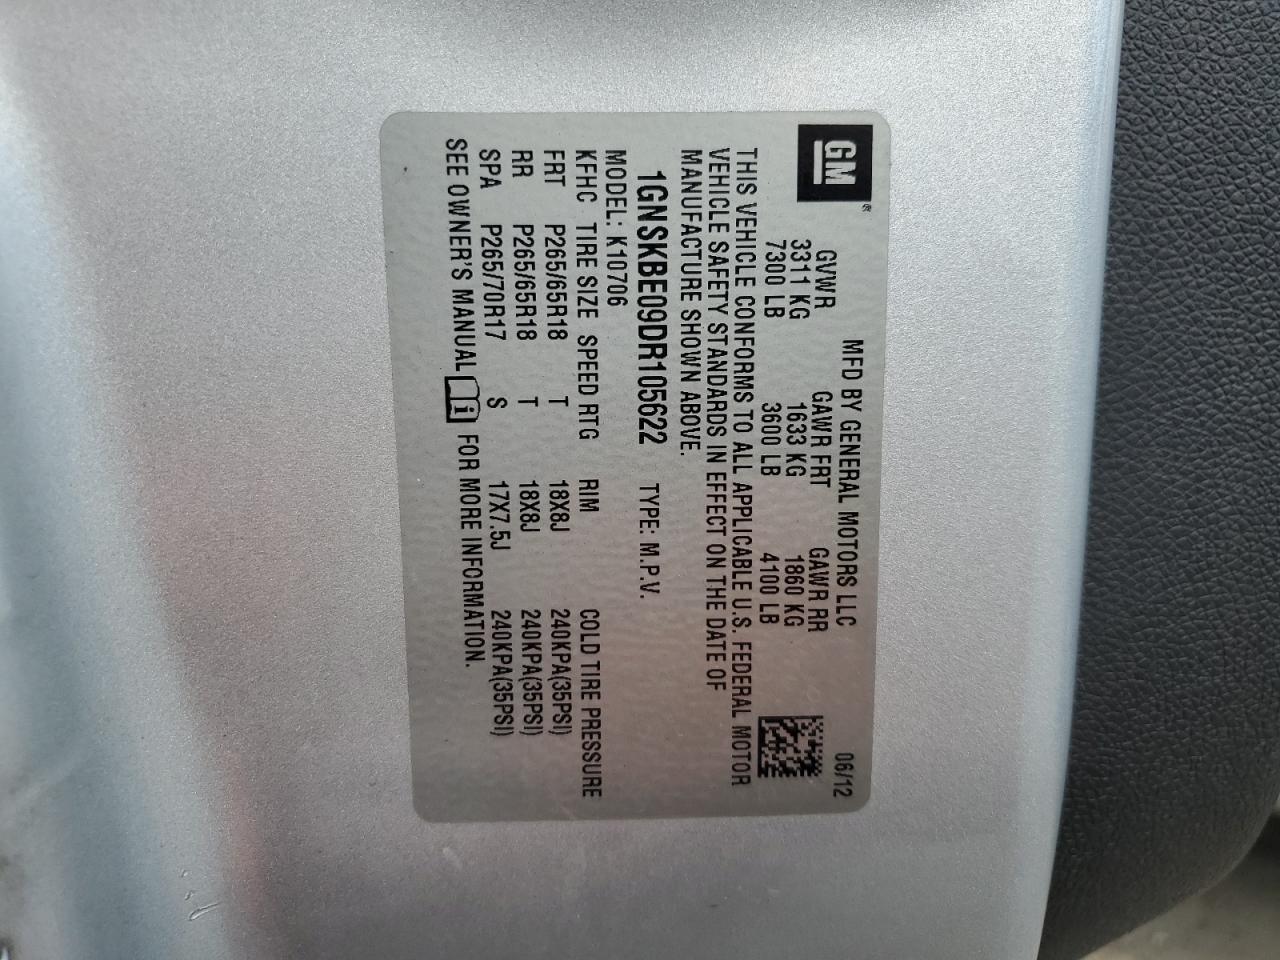 GM®
MFD BY GENERAL MOTORS LLC 06/12
GVWR GAWR FRT GAWR RR
3311 KG 1633 KG 1860 KG
7300 LB 3600 LB 4100 LB
THIS VEHICLE CONFORMS TO ALL APPLICABLE U.S. FEDERAL MOTOR
VEHICLE SAFETY STANDARDS IN EFFECT ON THE DATE OF
MANUFACTURE SHOWN ABOVE.
1GNSKBE09DR105622 TYPE: M.P.V.
MODEL: K10706
KFHC TIRE SIZE SPEED RTG RIM COLD TIRE PRESSURE
FRT P265/65R18 T 18X8J 240KPA(35PSI)
RR P265/65R18 T 18X8J 240KPA(35PSI)
SPA P265/70R17 S 17X7.5J 240KPA(35PSI)
SEE OWNER'S MANUAL i FOR MORE INFORMATION.